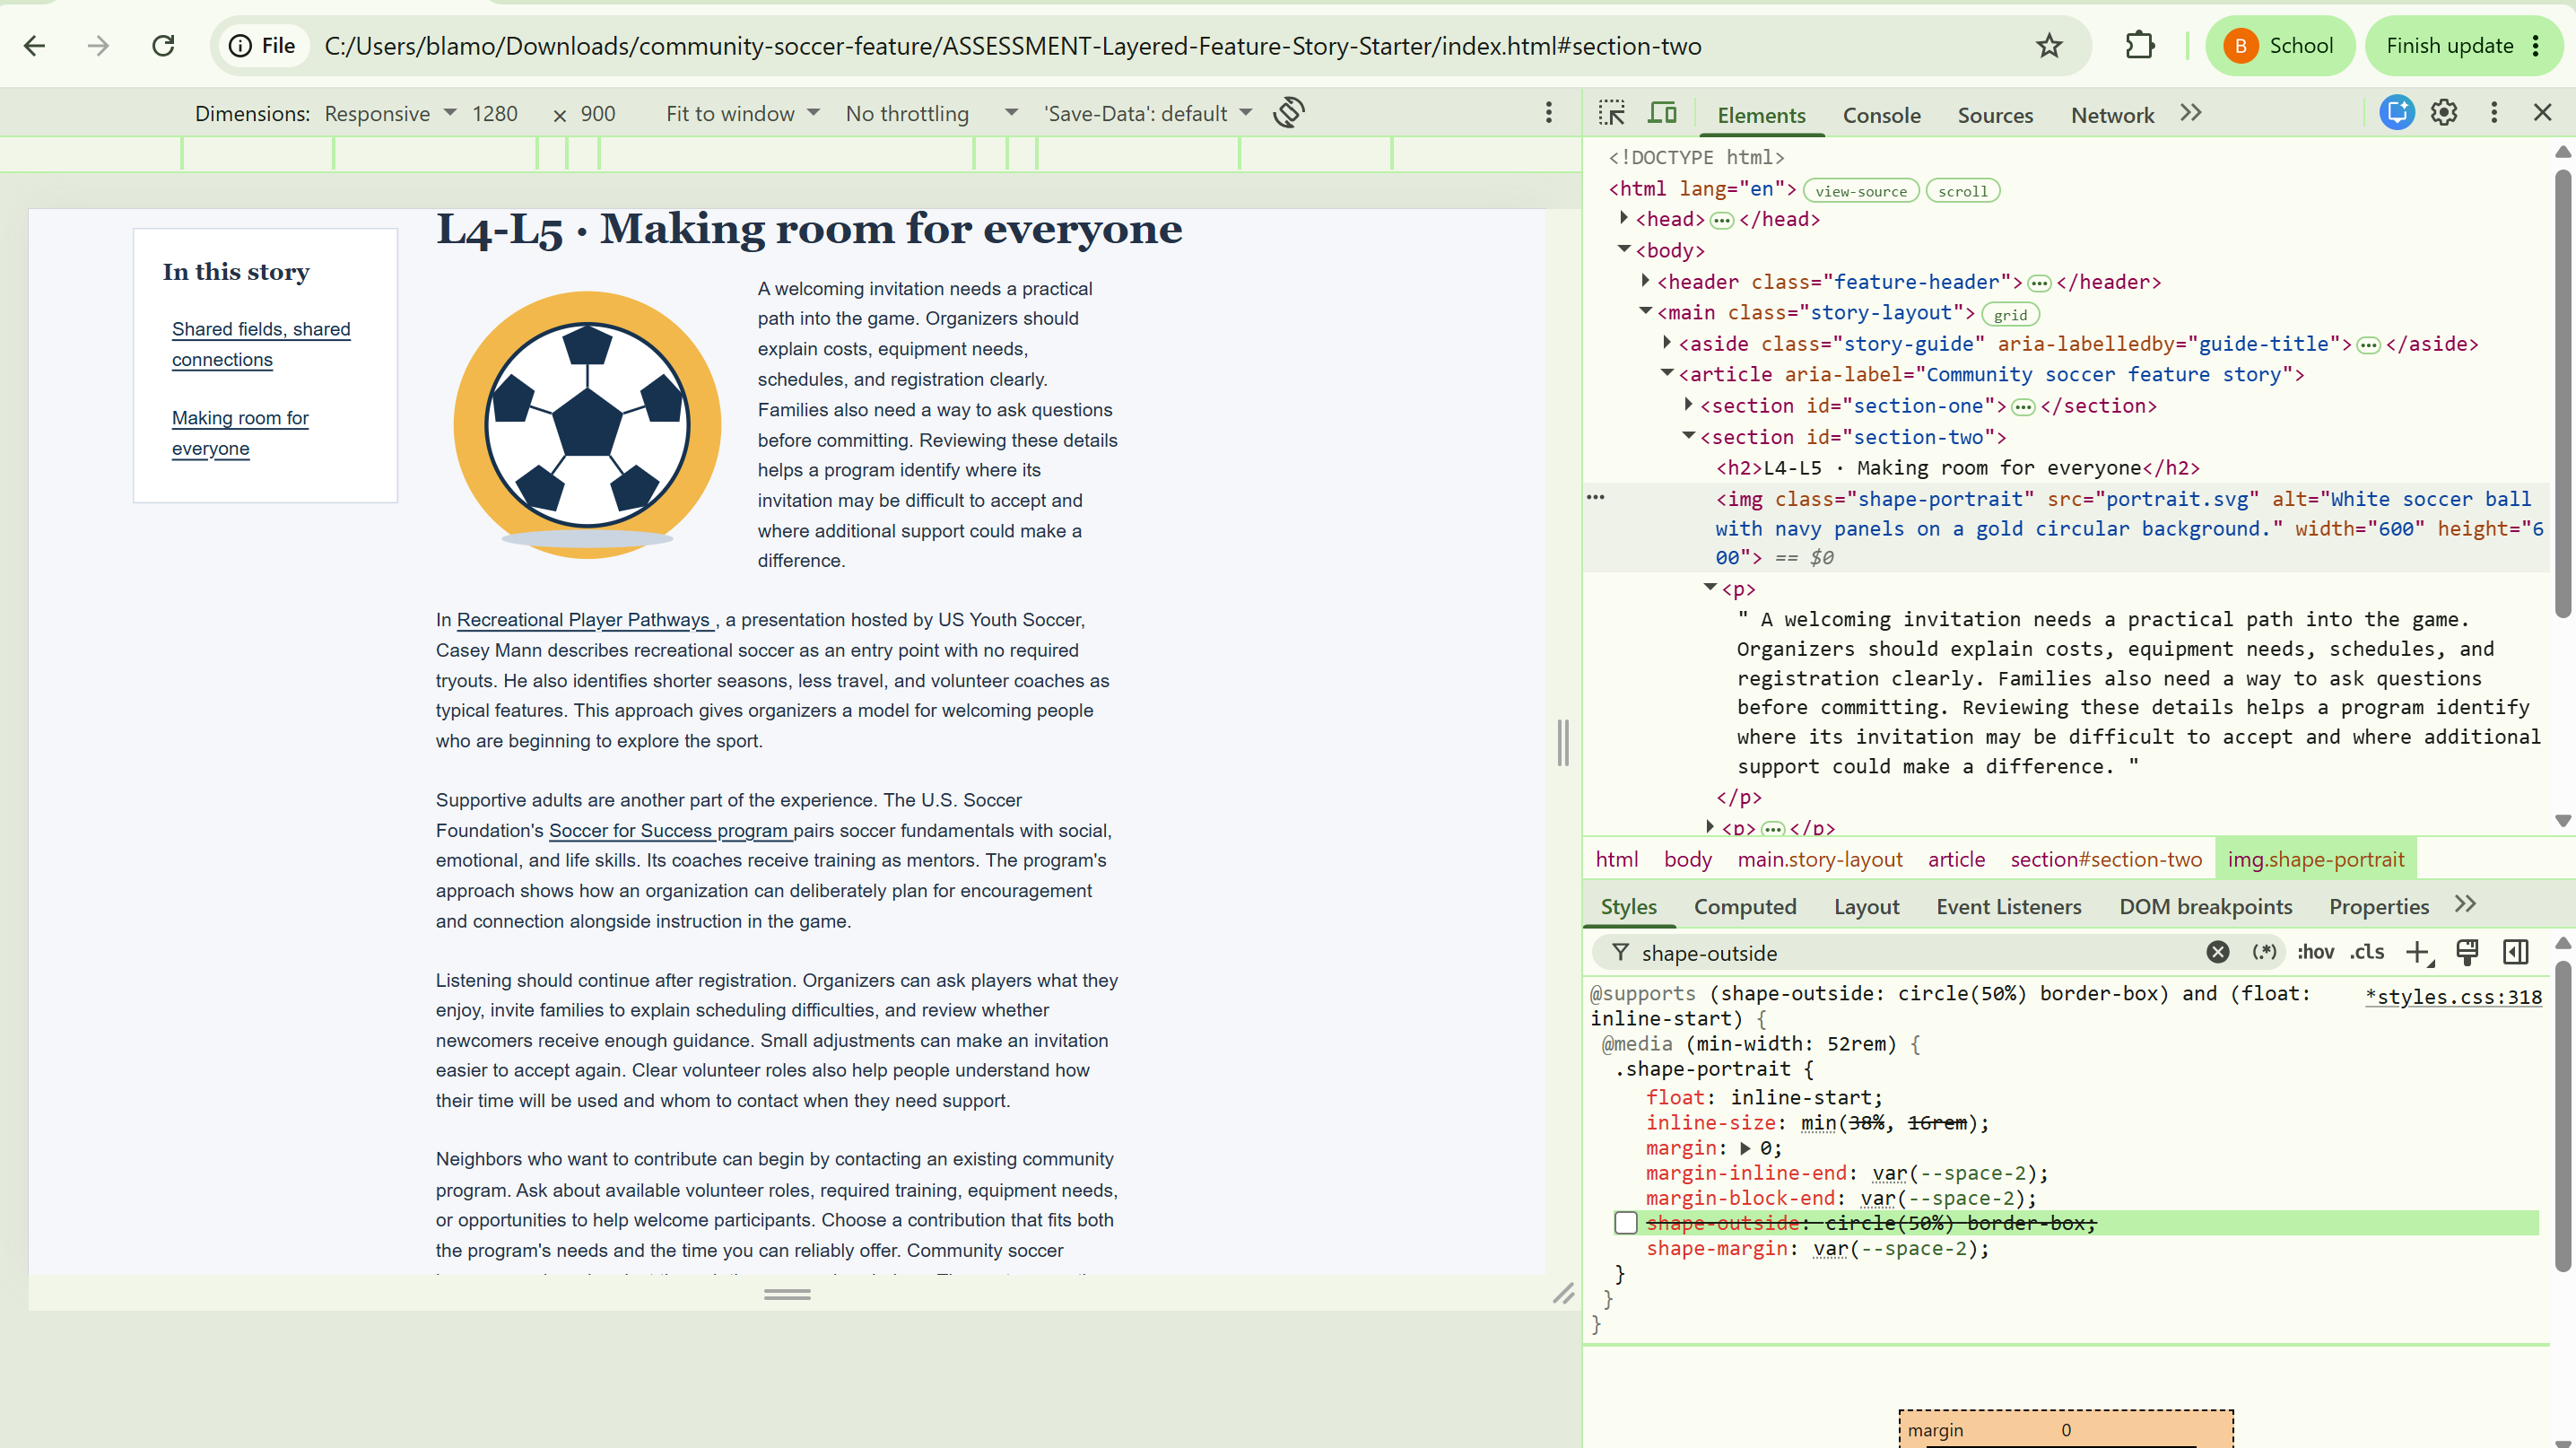 File
C:/Users/blamo/Downloads/community-soccer-feature/ASSESSMENT-Layered-Feature-Story-Starter/index.html#section-two
B School
Finish update
Dimensions: Responsive 1280 × 900 Fit to window No throttling 'Save-Data': default
Elements Console Sources Network
L4-L5 · Making room for everyone
In this story
Shared fields, shared
connections
Making room for
everyone
A welcoming invitation needs a practical
path into the game. Organizers should
explain costs, equipment needs,
schedules, and registration clearly.
Families also need a way to ask questions
before committing. Reviewing these details
helps a program identify where its
invitation may be difficult to accept and
where additional support could make a
difference.
In Recreational Player Pathways , a presentation hosted by US Youth Soccer,
Casey Mann describes recreational soccer as an entry point with no required
tryouts. He also identifies shorter seasons, less travel, and volunteer coaches as
typical features. This approach gives organizers a model for welcoming people
who are beginning to explore the sport.
Supportive adults are another part of the experience. The U.S. Soccer
Foundation's Soccer for Success program pairs soccer fundamentals with social,
emotional, and life skills. Its coaches receive training as mentors. The program's
approach shows how an organization can deliberately plan for encouragement
and connection alongside instruction in the game.
Listening should continue after registration. Organizers can ask players what they
enjoy, invite families to explain scheduling difficulties, and review whether
newcomers receive enough guidance. Small adjustments can make an invitation
easier to accept again. Clear volunteer roles also help people understand how
their time will be used and whom to contact when they need support.
Neighbors who want to contribute can begin by contacting an existing community
program. Ask about available volunteer roles, required training, equipment needs,
or opportunities to help welcome participants. Choose a contribution that fits both
the program's needs and the time you can reliably offer. Community soccer
<!DOCTYPE html>
<html lang="en"> view-source scroll
<head> ••• </head>
<body>
<header class="feature-header"> ••• </header>
<main class="story-layout"> grid
<aside class="story-guide" aria-labelledby="guide-title"> ••• </aside>
<article aria-label="Community soccer feature story">
<section id="section-one"> ••• </section>
<section id="section-two">
<h2>L4-L5 · Making room for everyone</h2>
<img class="shape-portrait" src="portrait.svg" alt="White soccer ball
with navy panels on a gold circular background." width="600" height="6
00"> == $0
<p>
" A welcoming invitation needs a practical path into the game.
Organizers should explain costs, equipment needs, schedules, and
registration clearly. Families also need a way to ask questions
before committing. Reviewing these details helps a program identify
where its invitation may be difficult to accept and where additional
support could make a difference. "
</p>
<p> ••• </p>
html body main.story-layout article section#section-two img.shape-portrait
Styles Computed Layout Event Listeners DOM breakpoints Properties
shape-outside (.*) :hov .cls
@supports (shape-outside: circle(50%) border-box) and (float: *styles.css:318
inline-start) {
@media (min-width: 52rem) {
.shape-portrait {
float: inline-start;
inline-size: min(38%, 16rem);
margin: 0;
margin-inline-end: var(--space-2);
margin-block-end: var(--space-2);
shape-outside: circle(50%) border-box;
shape-margin: var(--space-2);
}
}
}
margin 0